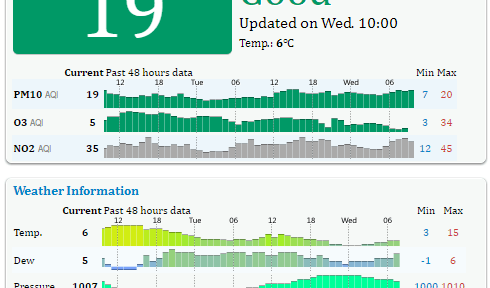 19
Good
Updated on Wed. 10:00
Temp.: 6°C
Current Past 48 hours data Min Max
12 18 Tue 06 12 18 Wed 06
PM10 AQI 19 7 20
O3 AQI 5 3 34
NO2 AQI 35 12 45
Weather Information
Current Past 48 hours data Min Max
12 18 Tue 06 12 18 Wed 06
Temp. 6 3 15
Dew 5 -1 6
Pressure 1007 1000 1010